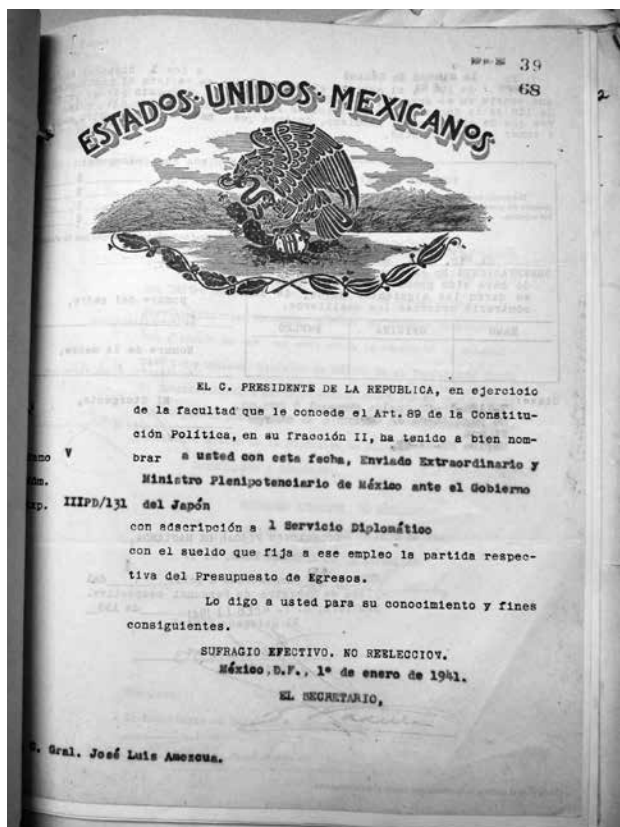 39
68
2
ESTADOS·UNIDOS·MEXICANOS
EL C. PRESIDENTE DE LA REPUBLICA, en ejercicio
de la facultad que le concede el Art. 89 de la Constitu-
ción Política, en su fracción II, ha tenido a bien nom-
V brar a usted con esta fecha, Enviado Extraordinario y
Ministro Plenipotenciario de México ante el Gobierno
IIIPD/131 del Japón
con adscripción a l Servicio Diplomático
con el sueldo que fija a ese empleo la partida respec-
tiva del Presupuesto de Egresos.
Lo digo a usted para su conocimiento y fines
consiguientes.
SUFRAGIO EFECTIVO. NO REELECCION.
México, D.F., 1º de enero de 1941.
EL SECRETARIO,
Gral. José Luis Amezcua.